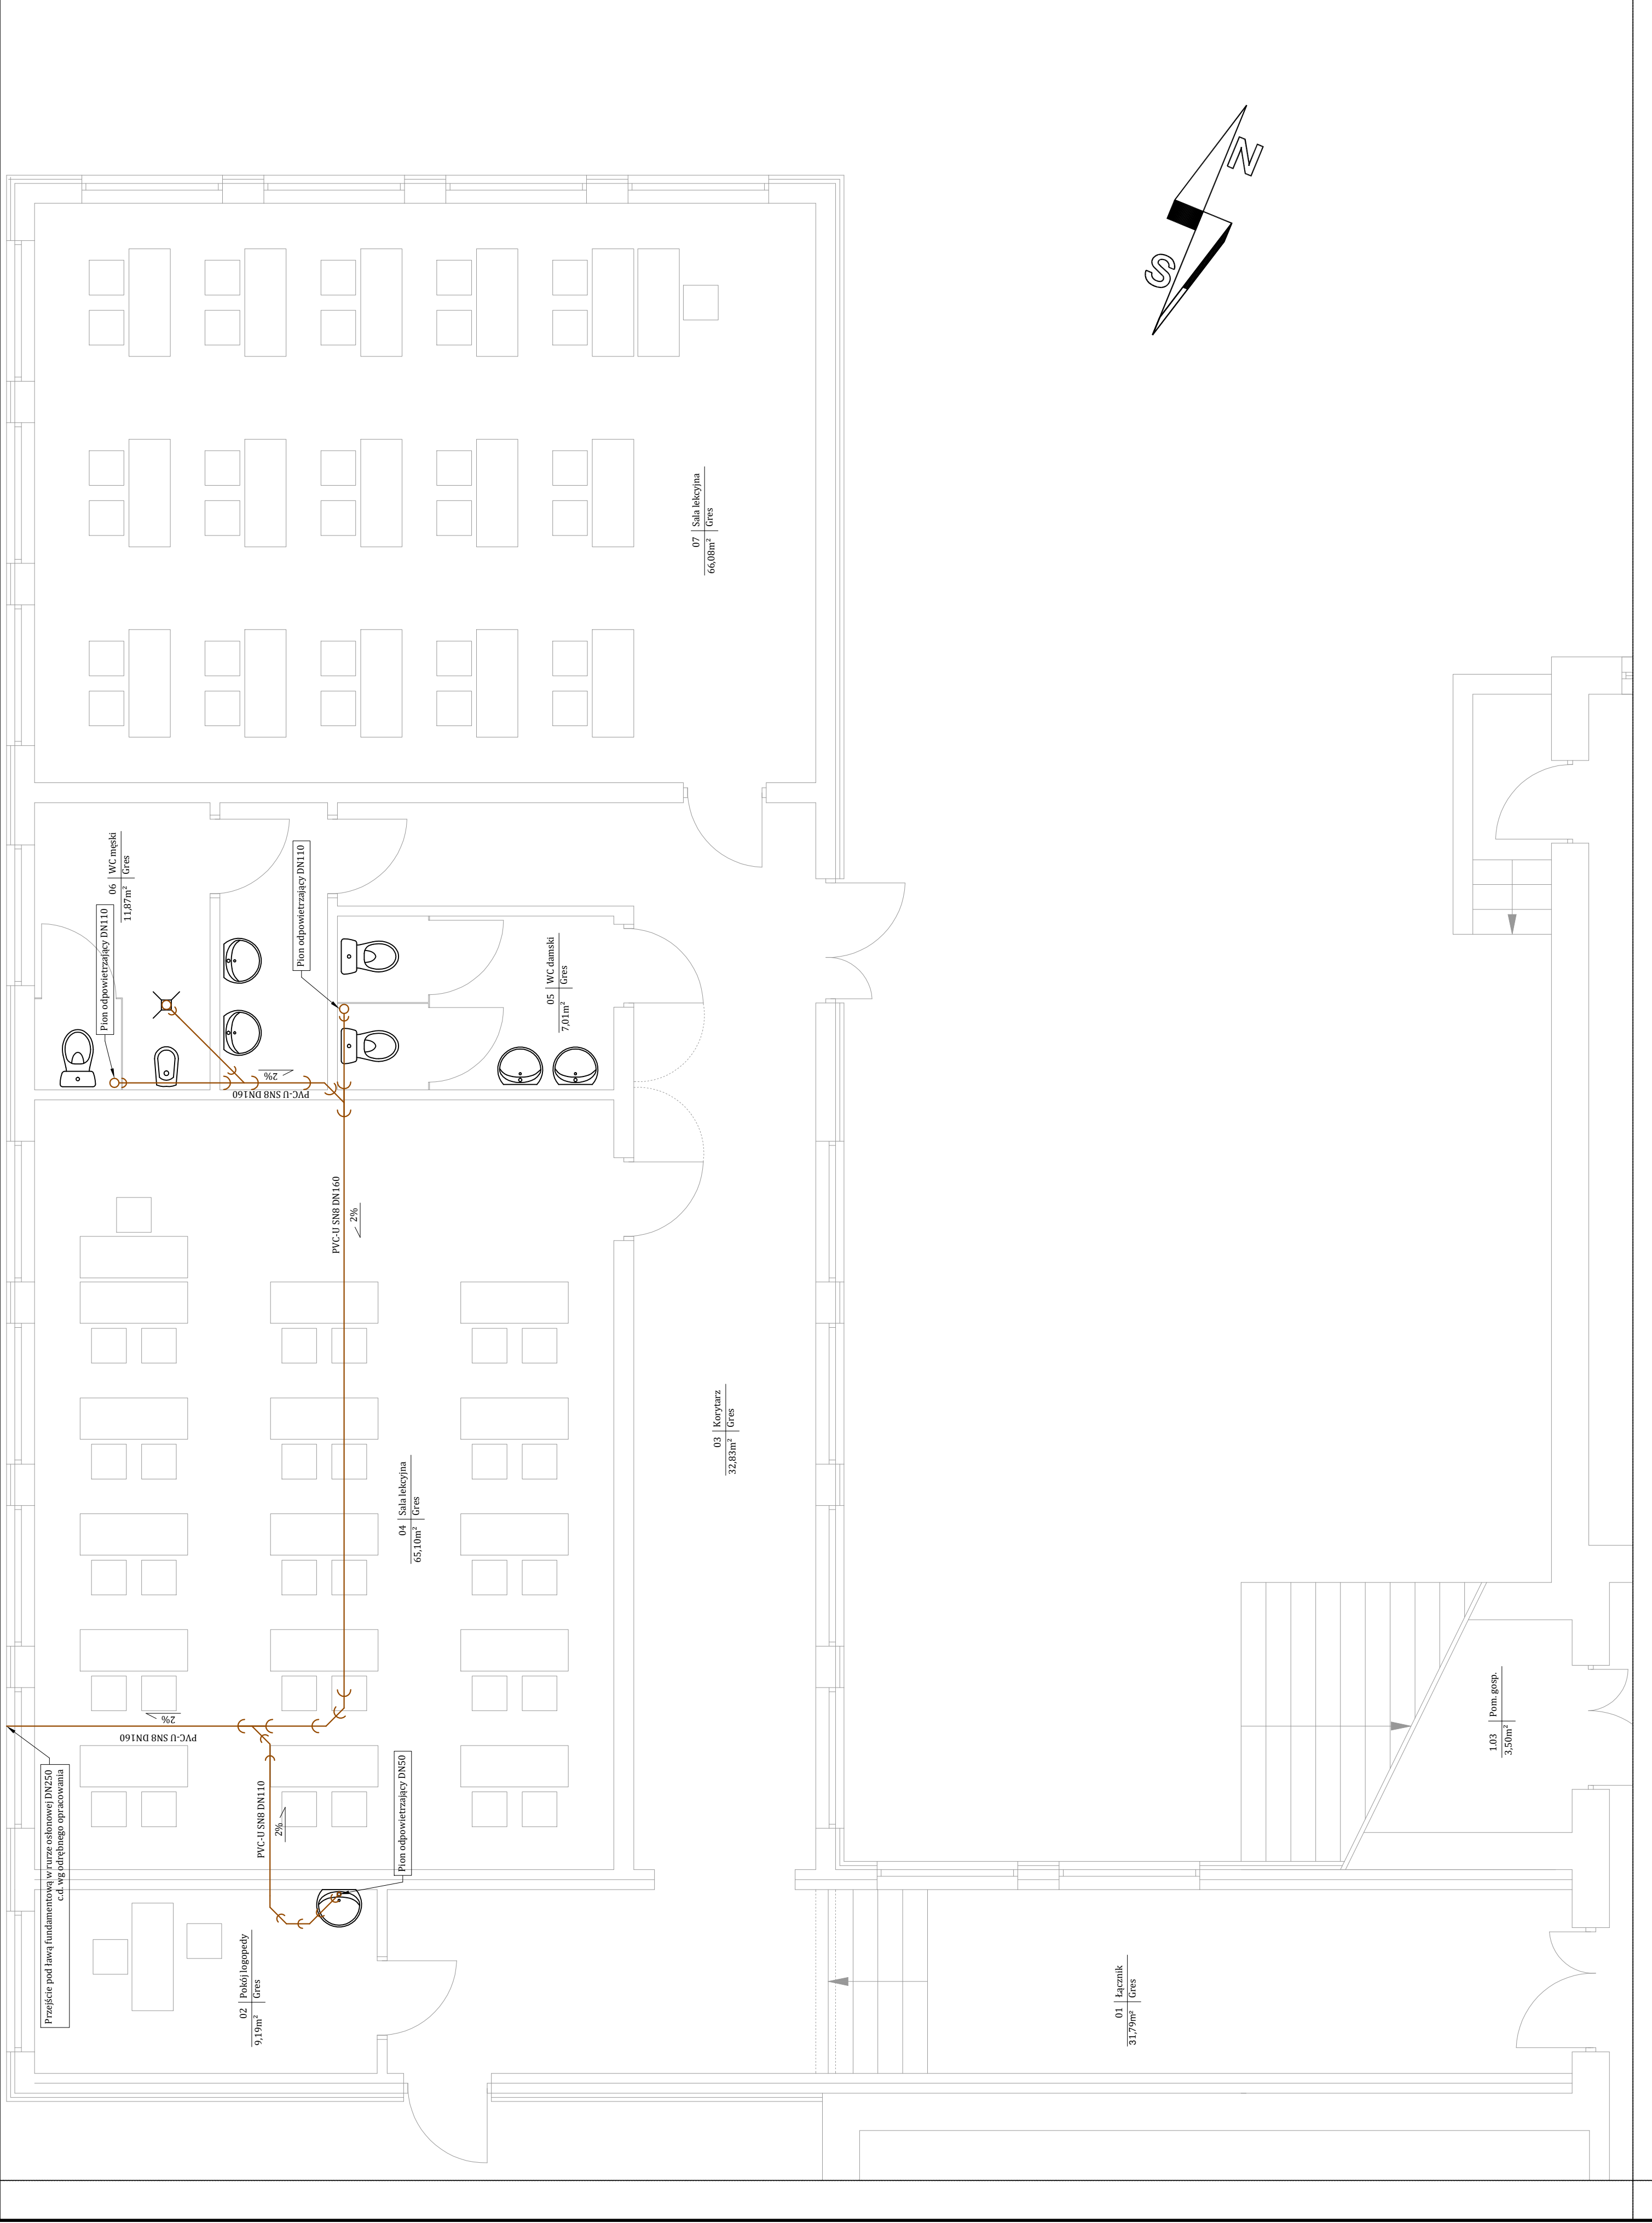 N
S
07 Sala lekcyjna
66,08m² Gres
06 WC męski
11,87m² Gres
Pion odpowietrzający DN110
Pion odpowietrzający DN110
05 WC damski
7,01m² Gres
2%
PVC-U SN8 DN160
PVC-U SN8 DN160
2%
03 Korytarz
32,83m² Gres
04 Sala lekcyjna
65,10m² Gres
2%
PVC-U SN8 DN160
Przejście pod ławą fundamentową w rurze osłonowej DN250
c.d. wg odrębnego opracowania
PVC-U SN8 DN110
2%
Pion odpowietrzający DN50
02 Pokój logopedy
9,19m² Gres
01 Łącznik
31,79m² Gres
1.03 Pom. gosp.
3,50m²